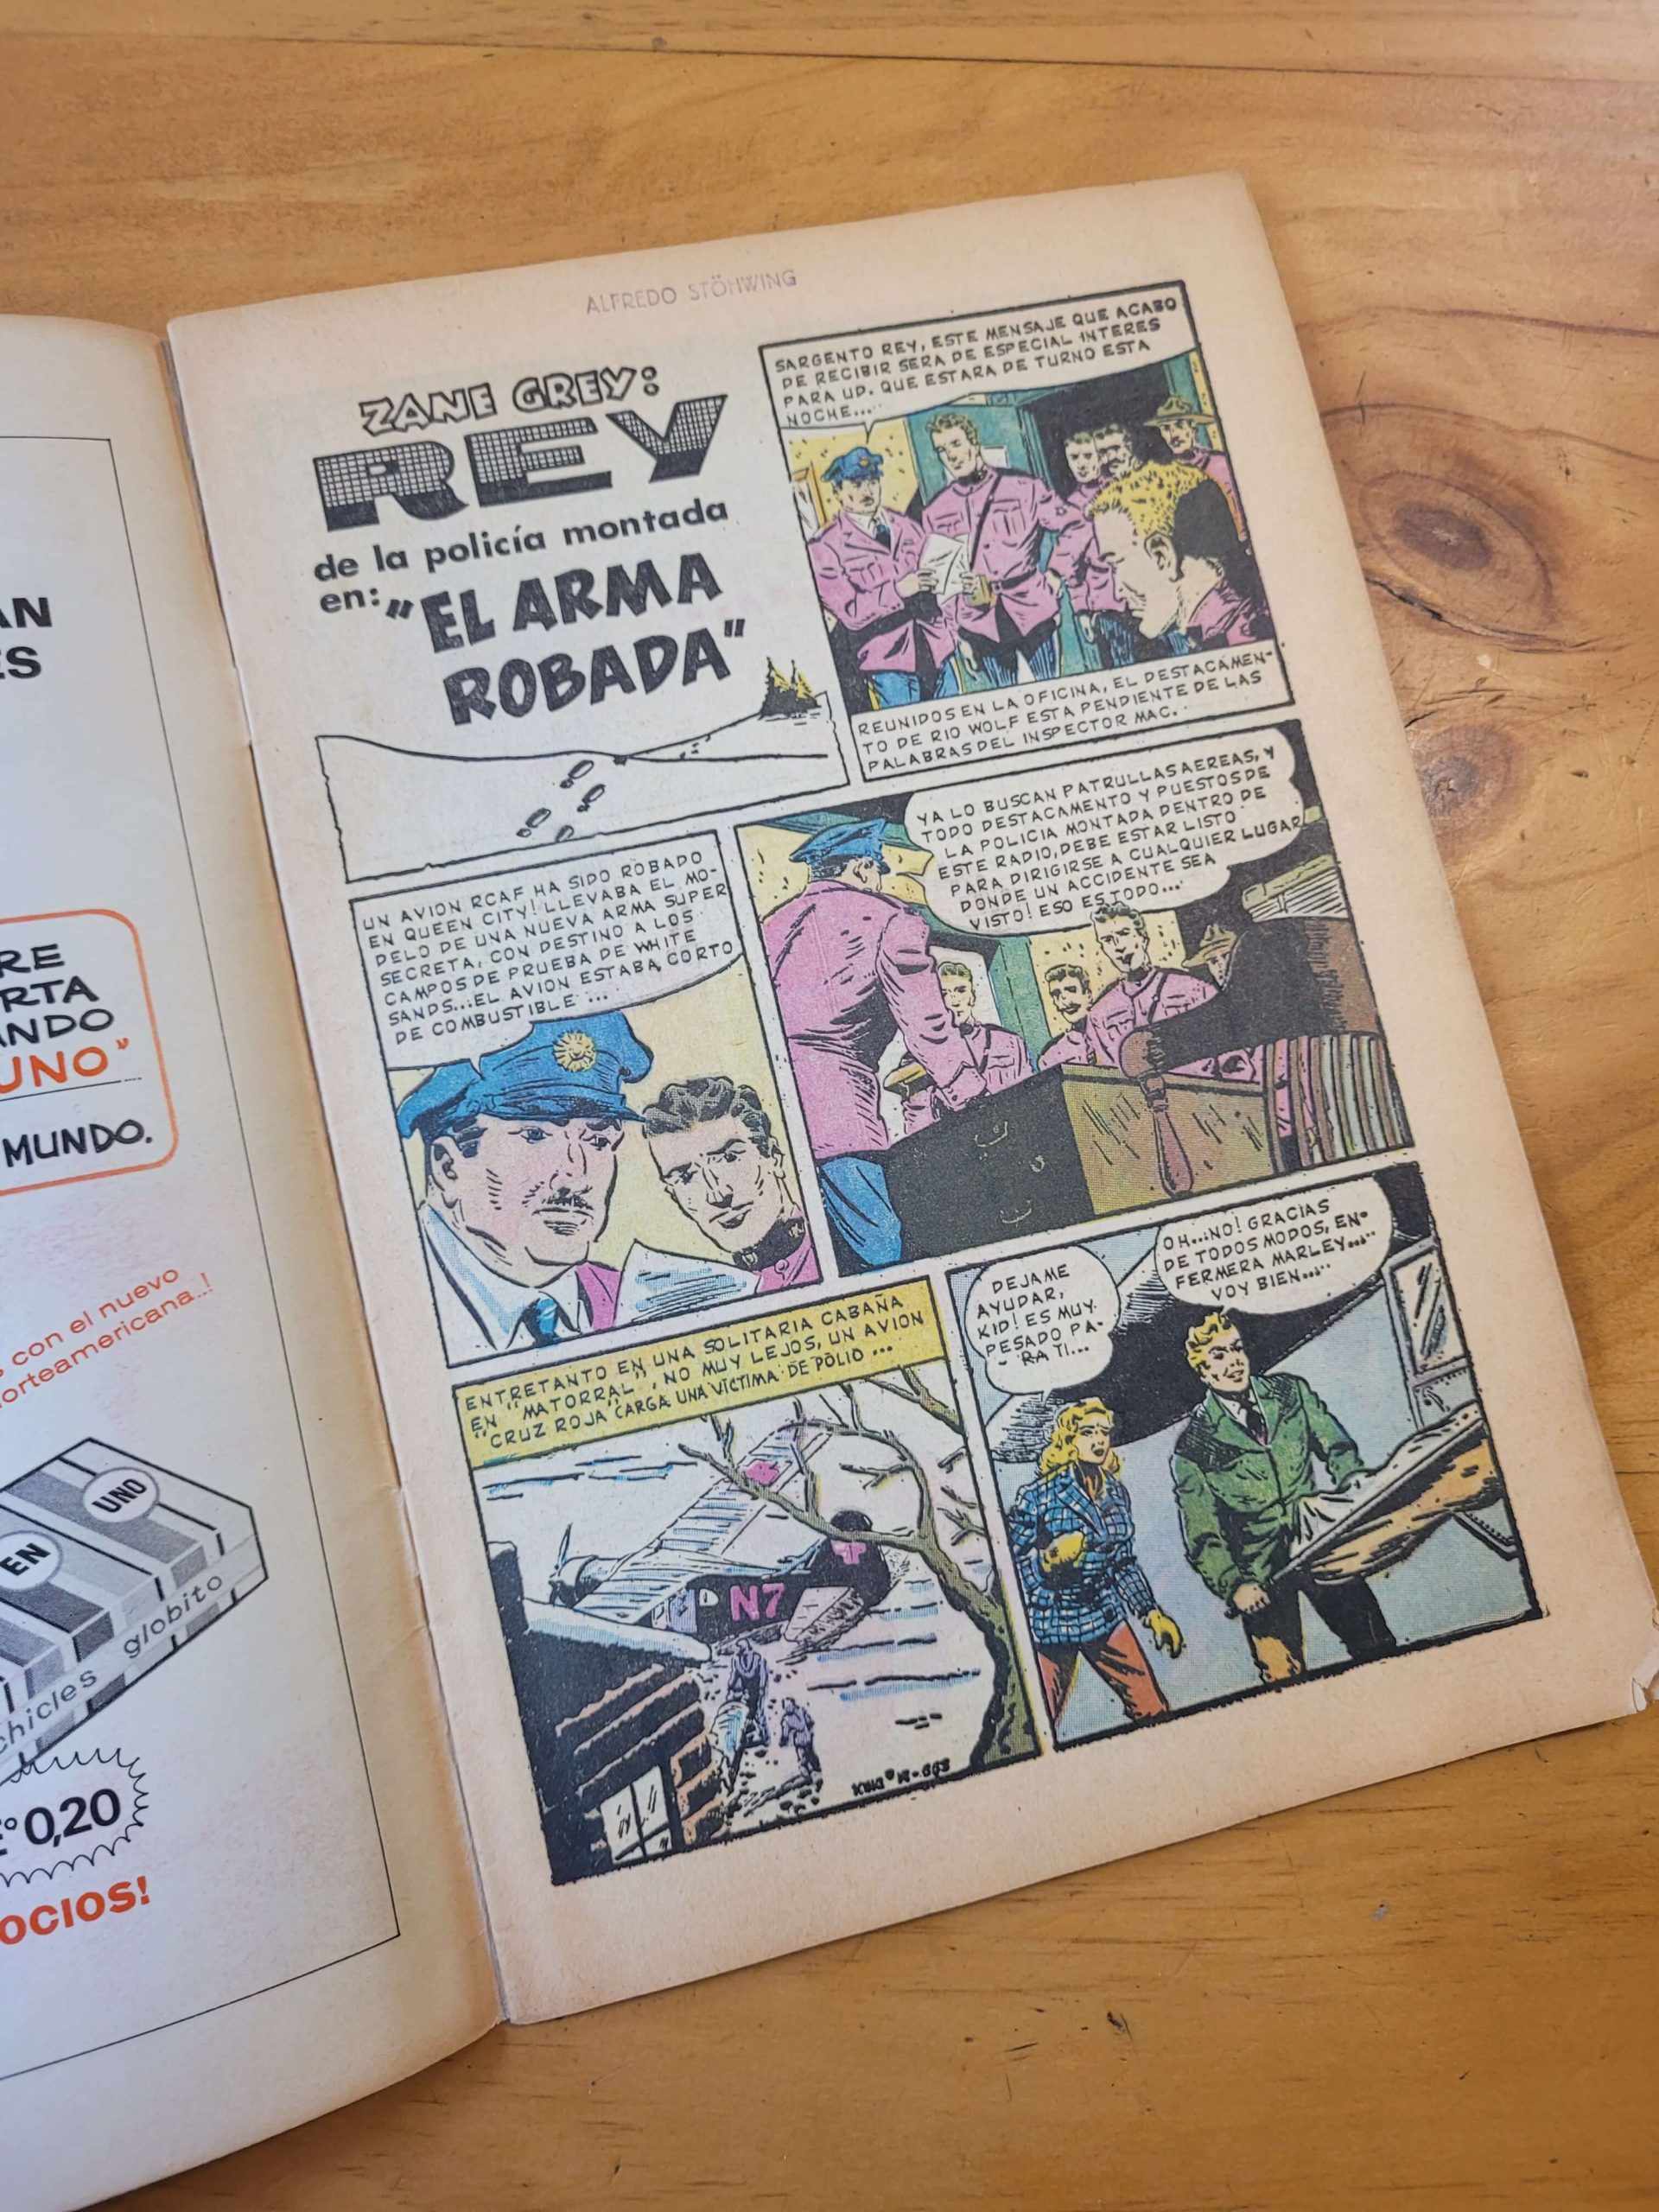 AN
ES
RE
RTA
ANDO
UNO"
MUNDO.
, con el nuevo
orteamericana..!
EN
UNO
chicles globito
E° 0,20
OCIOS!
ALFREDO STÖHWING
ZANE GREY:
REY
de la policía montada
en: "EL ARMA
ROBADA"
SARGENTO REY, ESTE MENSAJE QUE ACABO
DE RECIBIR SERA DE ESPECIAL INTERES
PARA UD. QUE ESTARA DE TURNO ESTA
NOCHE...
REUNIDOS EN LA OFICINA, EL DESTACAMEN-
TO DE RIO WOLF ESTA PENDIENTE DE LAS
PALABRAS DEL INSPECTOR MAC.
UN AVION RCAF HA SIDO ROBADO
EN QUEEN CITY! LLEVABA EL MO-
DELO DE UNA NUEVA ARMA SUPER
SECRETA, CON DESTINO A LOS
CAMPOS DE PRUEBA DE WHITE
SANDS...EL AVION ESTABA CORTO
DE COMBUSTIBLE ...
YA LO BUSCAN PATRULLAS AEREAS, Y
TODO DESTACAMENTO Y PUESTOS DE
LA POLICIA MONTADA DENTRO DE
ESTE RADIO, DEBE ESTAR LISTO
PARA DIRIGIRSE A CUALQUIER LUGAR
DONDE UN ACCIDENTE SEA
VISTO! ESO ES TODO...
ENTRETANTO EN UNA SOLITARIA CABAÑA
EN "MATORRAL", NO MUY LEJOS, UN AVION
"CRUZ ROJA" CARGA UNA VICTIMA DE POLIO ...
N7
DEJAME
AYUDAR,
KID! ES MUY
PESADO PA-
RA TI...
OH...NO! GRACIAS
DE TODOS MODOS, EN-
FERMERA MARLEY...
VOY BIEN...